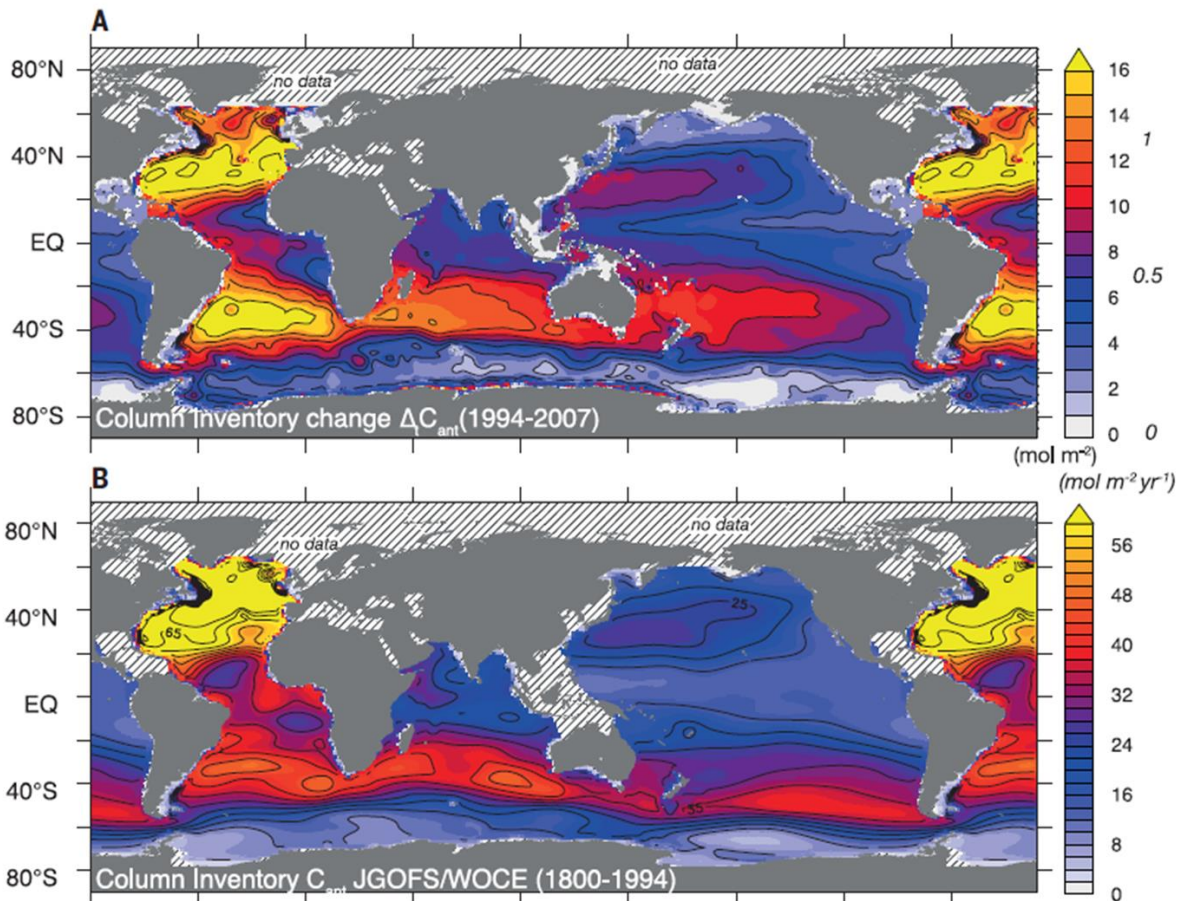 A
80°N
40°N
EQ
40°S
80°S
no data
no data
Column Inventory change ΔtCant(1994-2007)
16
14
12
10
8
6
4
2
0
1
0.5
0
(mol m⁻²)
(mol m⁻² yr⁻¹)
B
80°N
40°N
EQ
40°S
80°S
no data
no data
65
25
35
Column Inventory Cant JGOFS/WOCE (1800-1994)
56
48
40
32
24
16
8
0